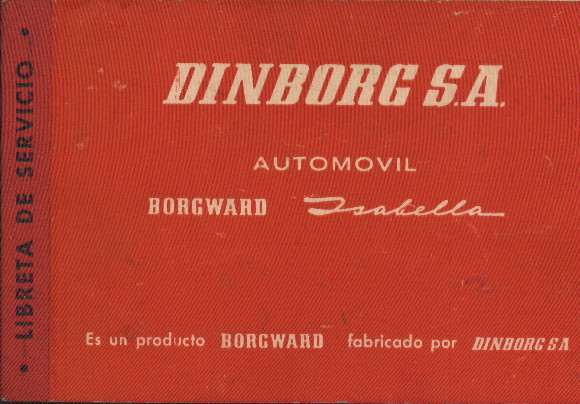 • LIBRETA DE SERVICIO •
DINBORG S.A.
AUTOMOVIL
BORGWARD Isabella
Es un producto BORGWARD fabricado por DINBORG S A